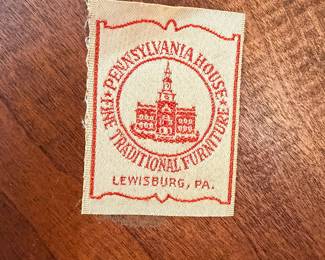 ★ PENNSYLVANIA HOUSE ★
FINE TRADITIONAL FURNITURE
LEWISBURG, PA.